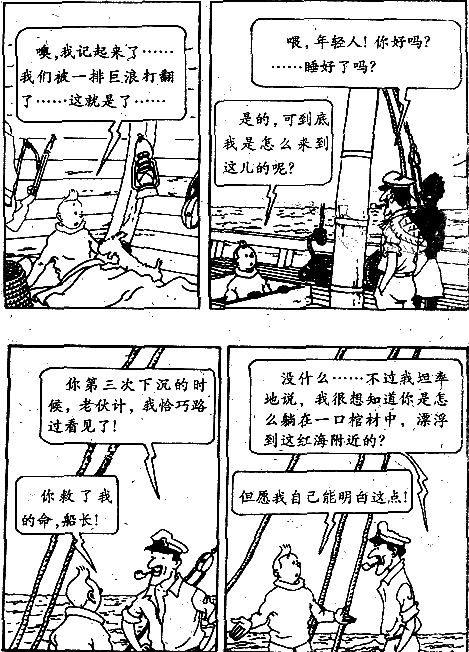 噢,我记起来了……
我们被一排巨浪打翻
了……这就是了……
喂,年轻人!你好吗?
……睡好了吗?
是的,可到底
我是怎么来到
这儿的呢?
你第三次下沉的时
候,老伙计,我恰巧路
过看见了!
你救了我
的命,船长!
没什么……不过我坦率
地说,我很想知道你是怎
么躺在一口棺材中,漂浮
到这红海附近的?
但愿我自己能明白这点!